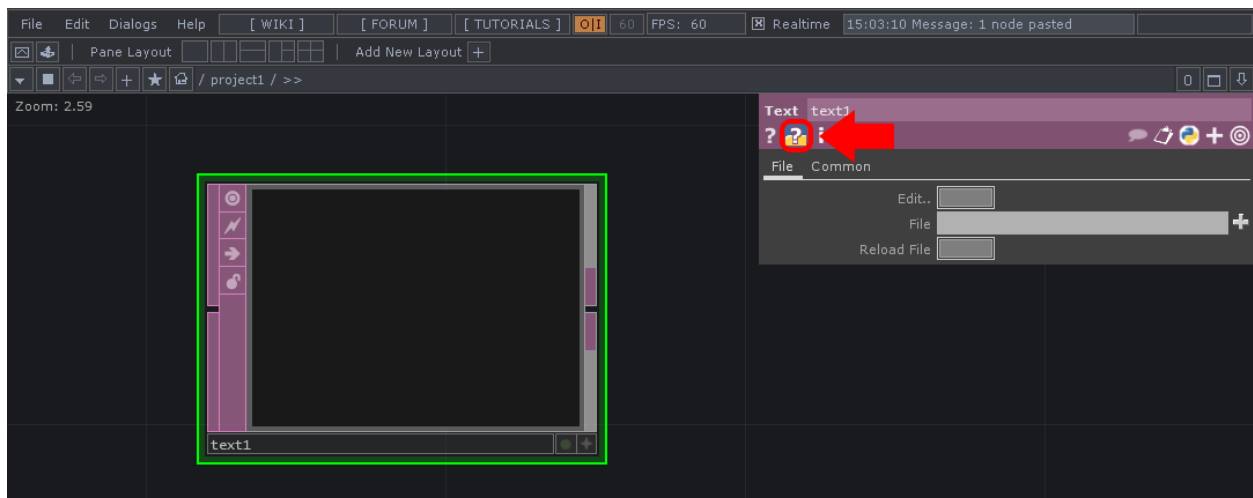 File Edit Dialogs Help [ WIKI ] [ FORUM ] [ TUTORIALS ] O|I 60 FPS: 60 Realtime 15:03:10 Message: 1 node pasted
Pane Layout Add New Layout +
/ project1 / >> 0
Zoom: 2.59
Text text1
? ? i
File Common
Edit..
File
Reload File
text1